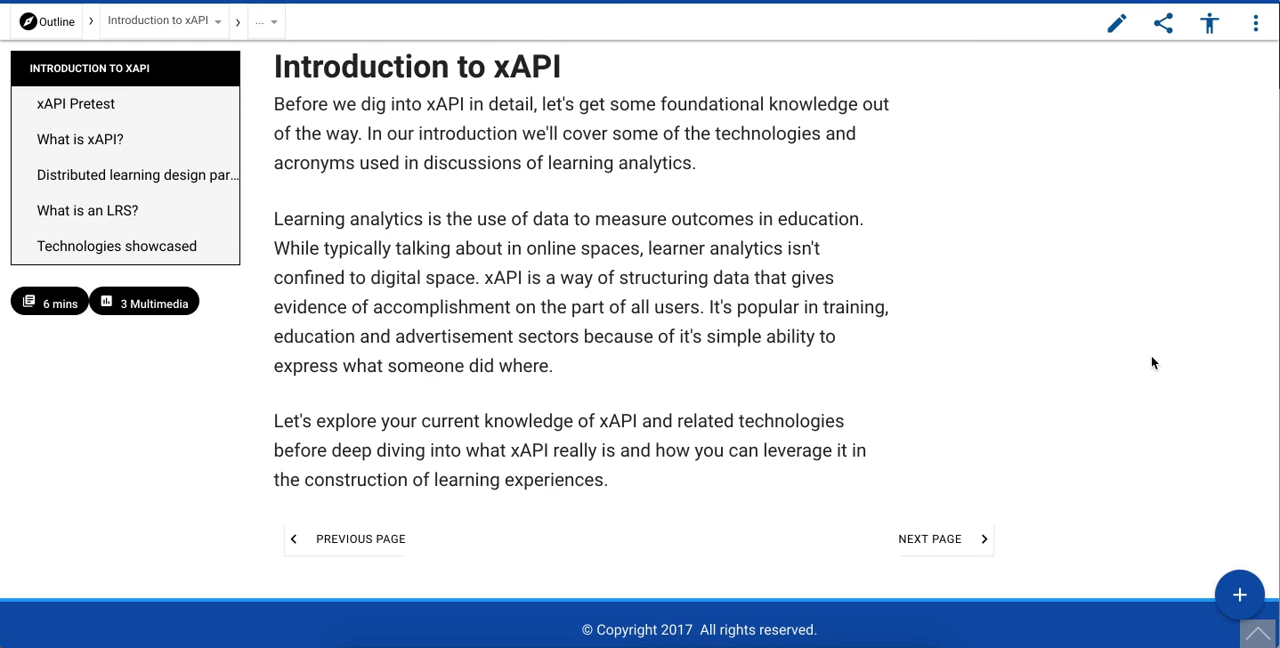 Outline
Introduction to xAPI
...
INTRODUCTION TO XAPI
xAPI Pretest
What is xAPI?
Distributed learning design par...
What is an LRS?
Technologies showcased
6 mins
3 Multimedia
Introduction to xAPI
Before we dig into xAPI in detail, let's get some foundational knowledge out
of the way. In our introduction we'll cover some of the technologies and
acronyms used in discussions of learning analytics.
Learning analytics is the use of data to measure outcomes in education.
While typically talking about in online spaces, learner analytics isn't
confined to digital space. xAPI is a way of structuring data that gives
evidence of accomplishment on the part of all users. It's popular in training,
education and advertisement sectors because of it's simple ability to
express what someone did where.
Let's explore your current knowledge of xAPI and related technologies
before deep diving into what xAPI really is and how you can leverage it in
the construction of learning experiences.
PREVIOUS PAGE
NEXT PAGE
© Copyright 2017 All rights reserved.